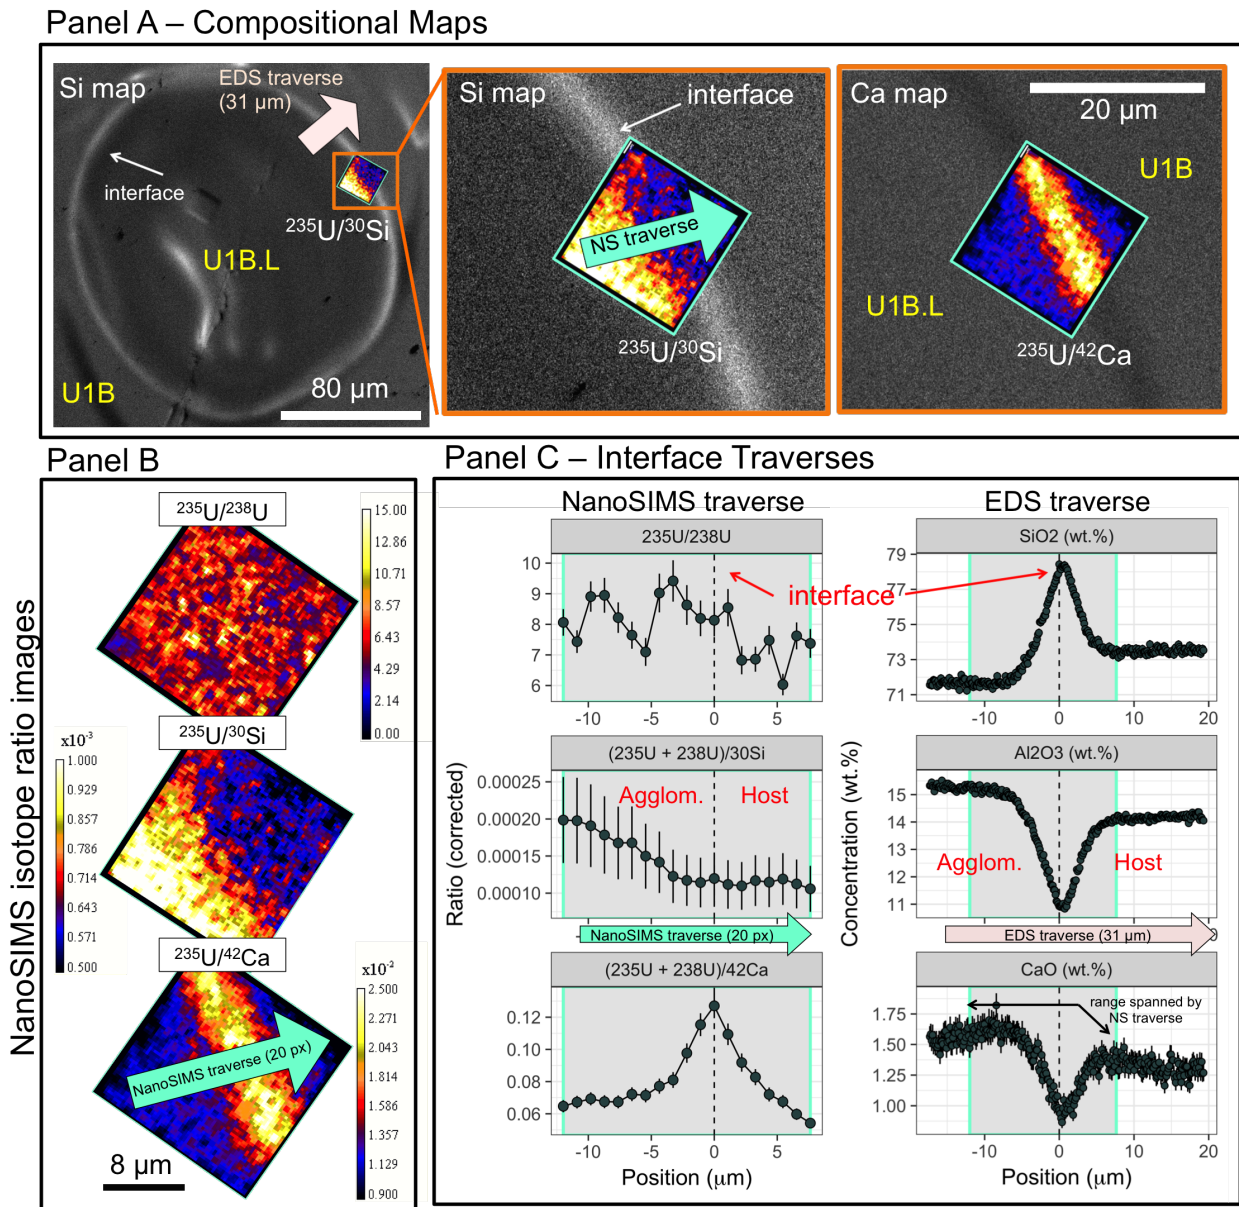 Panel A – Compositional Maps
Si map
EDS traverse
(31 µm)
interface
²³⁵U/³⁰Si
U1B.L
U1B
80 µm
Si map
interface
NS traverse
²³⁵U/³⁰Si
Ca map
20 µm
U1B
U1B.L
²³⁵U/⁴²Ca
Panel B
NanoSIMS isotope ratio images
²³⁵U/²³⁸U
15.00
12.86
10.71
8.57
6.43
4.29
2.14
0.00
²³⁵U/³⁰Si
x10⁻³
1.000
0.929
0.857
0.786
0.714
0.643
0.571
0.500
²³⁵U/⁴²Ca
x10⁻²
2.500
2.271
2.043
1.814
1.586
1.357
1.129
0.900
NanoSIMS traverse (20 px)
8 µm
Panel C – Interface Traverses
NanoSIMS traverse
235U/238U
10
9
8
7
6
-10
-5
0
5
interface
Ratio (corrected)
(235U + 238U)/30Si
0.00025
0.00020
0.00015
0.00010
Agglom.
Host
NanoSIMS traverse (20 px)
(235U + 238U)/42Ca
0.12
0.10
0.08
0.06
-10
-5
0
5
Position (µm)
EDS traverse
SiO2 (wt.%)
79
77
75
73
71
-10
0
10
20
Concentration (wt.%)
Al2O3 (wt.%)
15
14
13
12
11
Agglom.
Host
EDS traverse (31 µm)
CaO (wt.%)
range spanned by
NS traverse
1.75
1.50
1.25
1.00
-10
0
10
20
Position (µm)